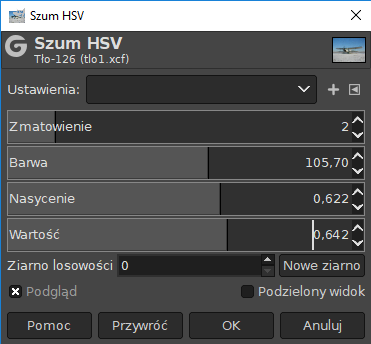 Szum HSV
Szum HSV
Tło-126 (tlo1.xcf)
Ustawienia:
Zmatowienie 2
Barwa 105,70
Nasycenie 0,622
Wartość 0,642
Ziarno losowości 0 Nowe ziarno
Podgląd Podzielony widok
Pomoc Przywróć OK Anuluj